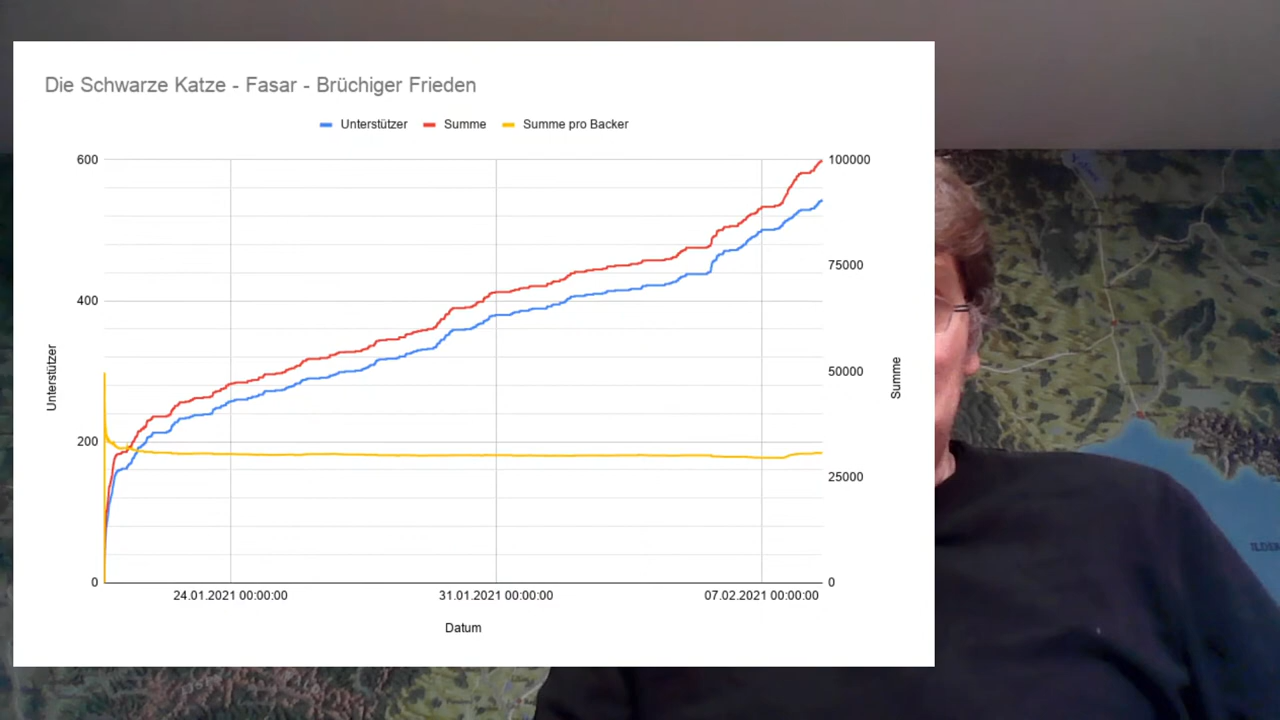 Die Schwarze Katze - Fasar - Brüchiger Frieden
Unterstützer Summe Summe pro Backer
600
400
200
0
100000
75000
50000
25000
0
Unterstützer
Summe
24.01.2021 00:00:00 31.01.2021 00:00:00 07.02.2021 00:00:00
Datum